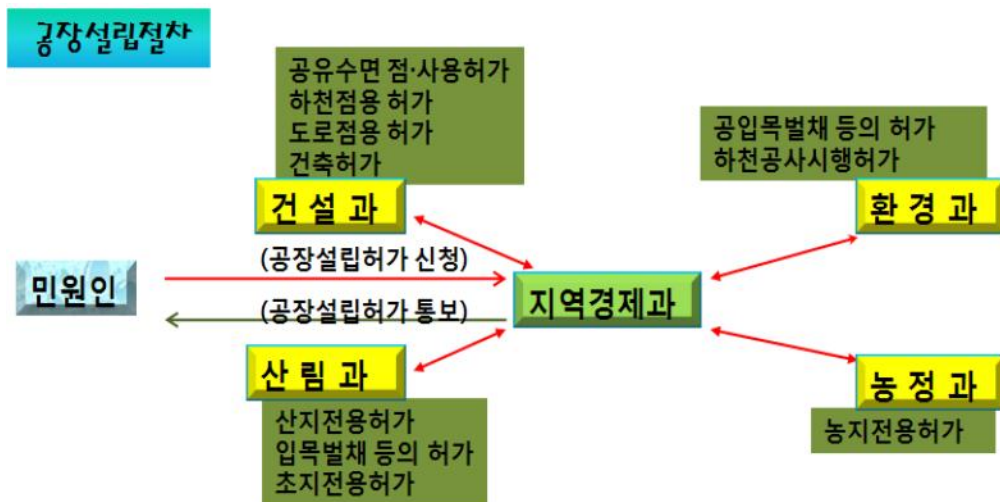 공장설립절차
공유수면 점·사용허가
하천점용 허가
도로점용 허가
건축허가
건 설 과
공입목벌채 등의 허가
하천공사시행허가
환 경 과
민원인
(공장설립허가 신청)
(공장설립허가 통보)
지역경제과
산 림 과
산지전용허가
입목벌채 등의 허가
초지전용허가
농 정 과
농지전용허가